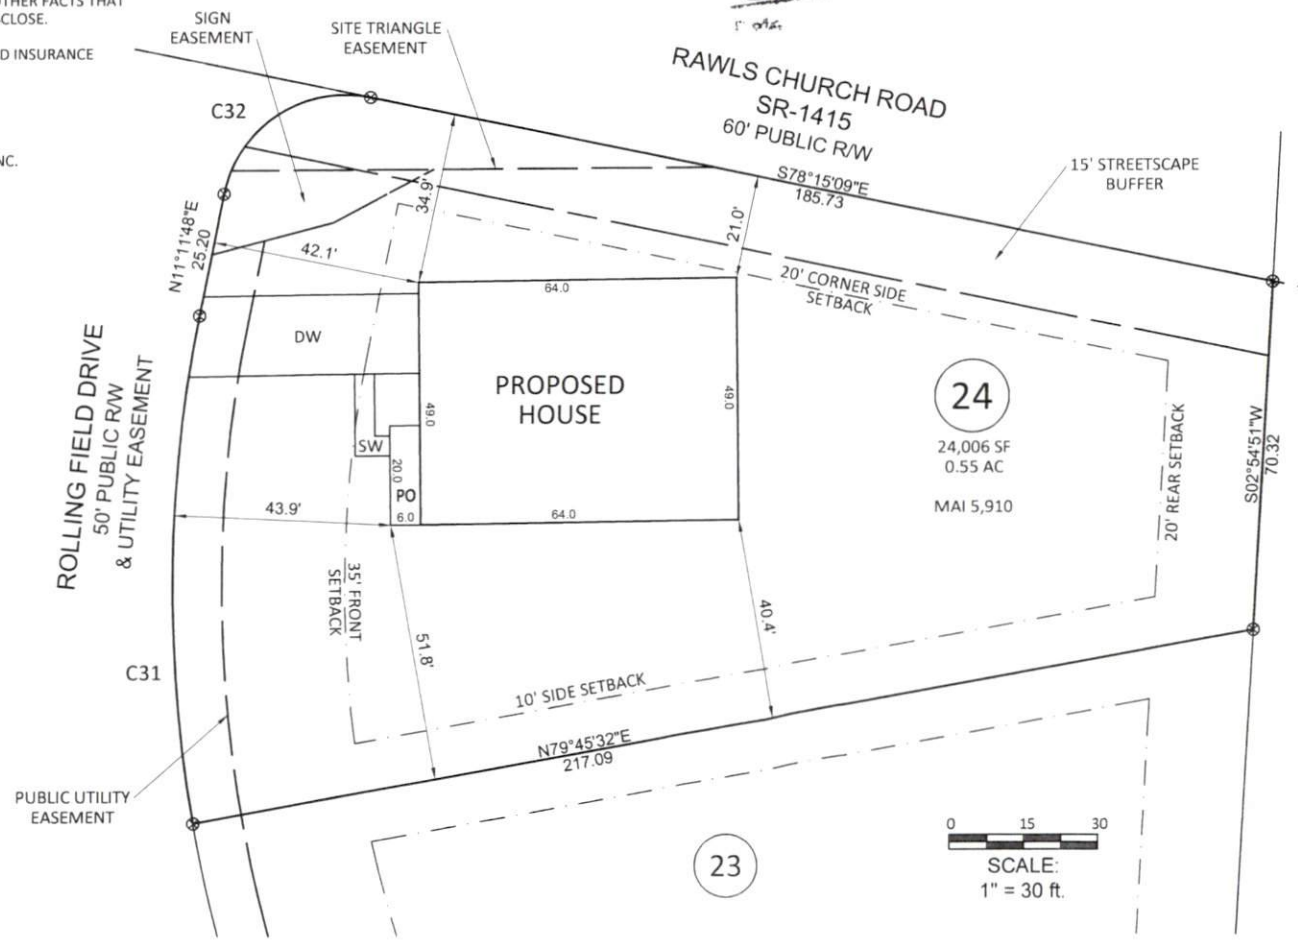 OTHER FACTS THAT
CLOSE.
D INSURANCE
NC.
SIGN
EASEMENT
SITE TRIANGLE
EASEMENT
RAWLS CHURCH ROAD
SR-1415
60' PUBLIC R/W
C32
S78°15'09"E
185.73
15' STREETSCAPE
BUFFER
34.9'
21.0'
N11°11'48"E
25.20
42.1'
20' CORNER SIDE
SETBACK
64.0
DW
PROPOSED
HOUSE
49.0
49.0
24
24,006 SF
0.55 AC
MAI 5,910
ROLLING FIELD DRIVE
50' PUBLIC R/W
& UTILITY EASEMENT
SW
20.0
PO
6.0
64.0
43.9'
20' REAR SETBACK
S02°54'51"W
70.32
35' FRONT
SETBACK
51.8'
40.4'
C31
10' SIDE SETBACK
N79°45'32"E
217.09
PUBLIC UTILITY
EASEMENT
23
0 15 30
SCALE:
1" = 30 ft.